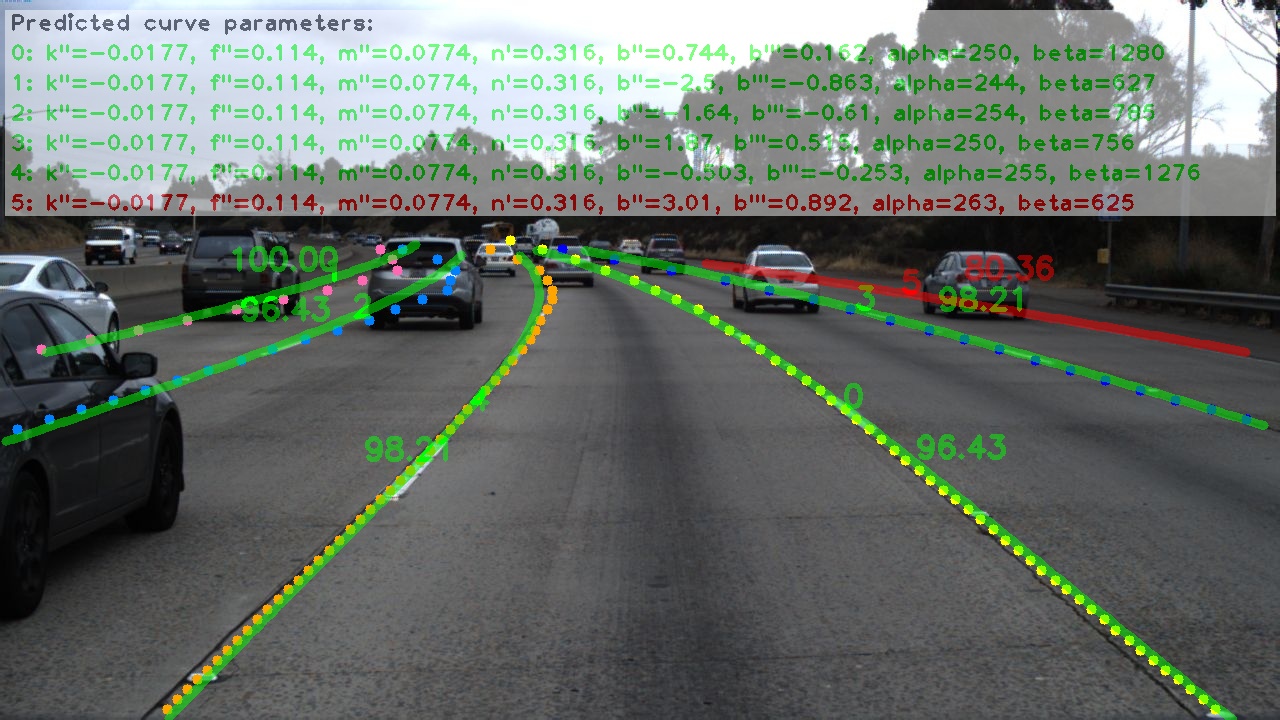 Predicted curve parameters:
0: k''=-0.0177, f''=0.114, m''=0.0774, n'=0.316, b''=0.744, b'''=0.162, alpha=250, beta=1280
1: k''=-0.0177, f''=0.114, m''=0.0774, n'=0.316, b''=-2.5, b'''=-0.863, alpha=244, beta=627
2: k''=-0.0177, f''=0.114, m''=0.0774, n'=0.316, b''=-1.64, b'''=-0.61, alpha=254, beta=785
3: k''=-0.0177, f''=0.114, m''=0.0774, n'=0.316, b''=1.87, b'''=0.515, alpha=250, beta=756
4: k''=-0.0177, f''=0.114, m''=0.0774, n'=0.316, b''=-0.503, b'''=-0.253, alpha=255, beta=1276
5: k''=-0.0177, f''=0.114, m''=0.0774, n'=0.316, b''=3.01, b'''=0.892, alpha=263, beta=625
100.00
1
80.36
5
96.43
2
3
98.21
0
4
98.21
96.43